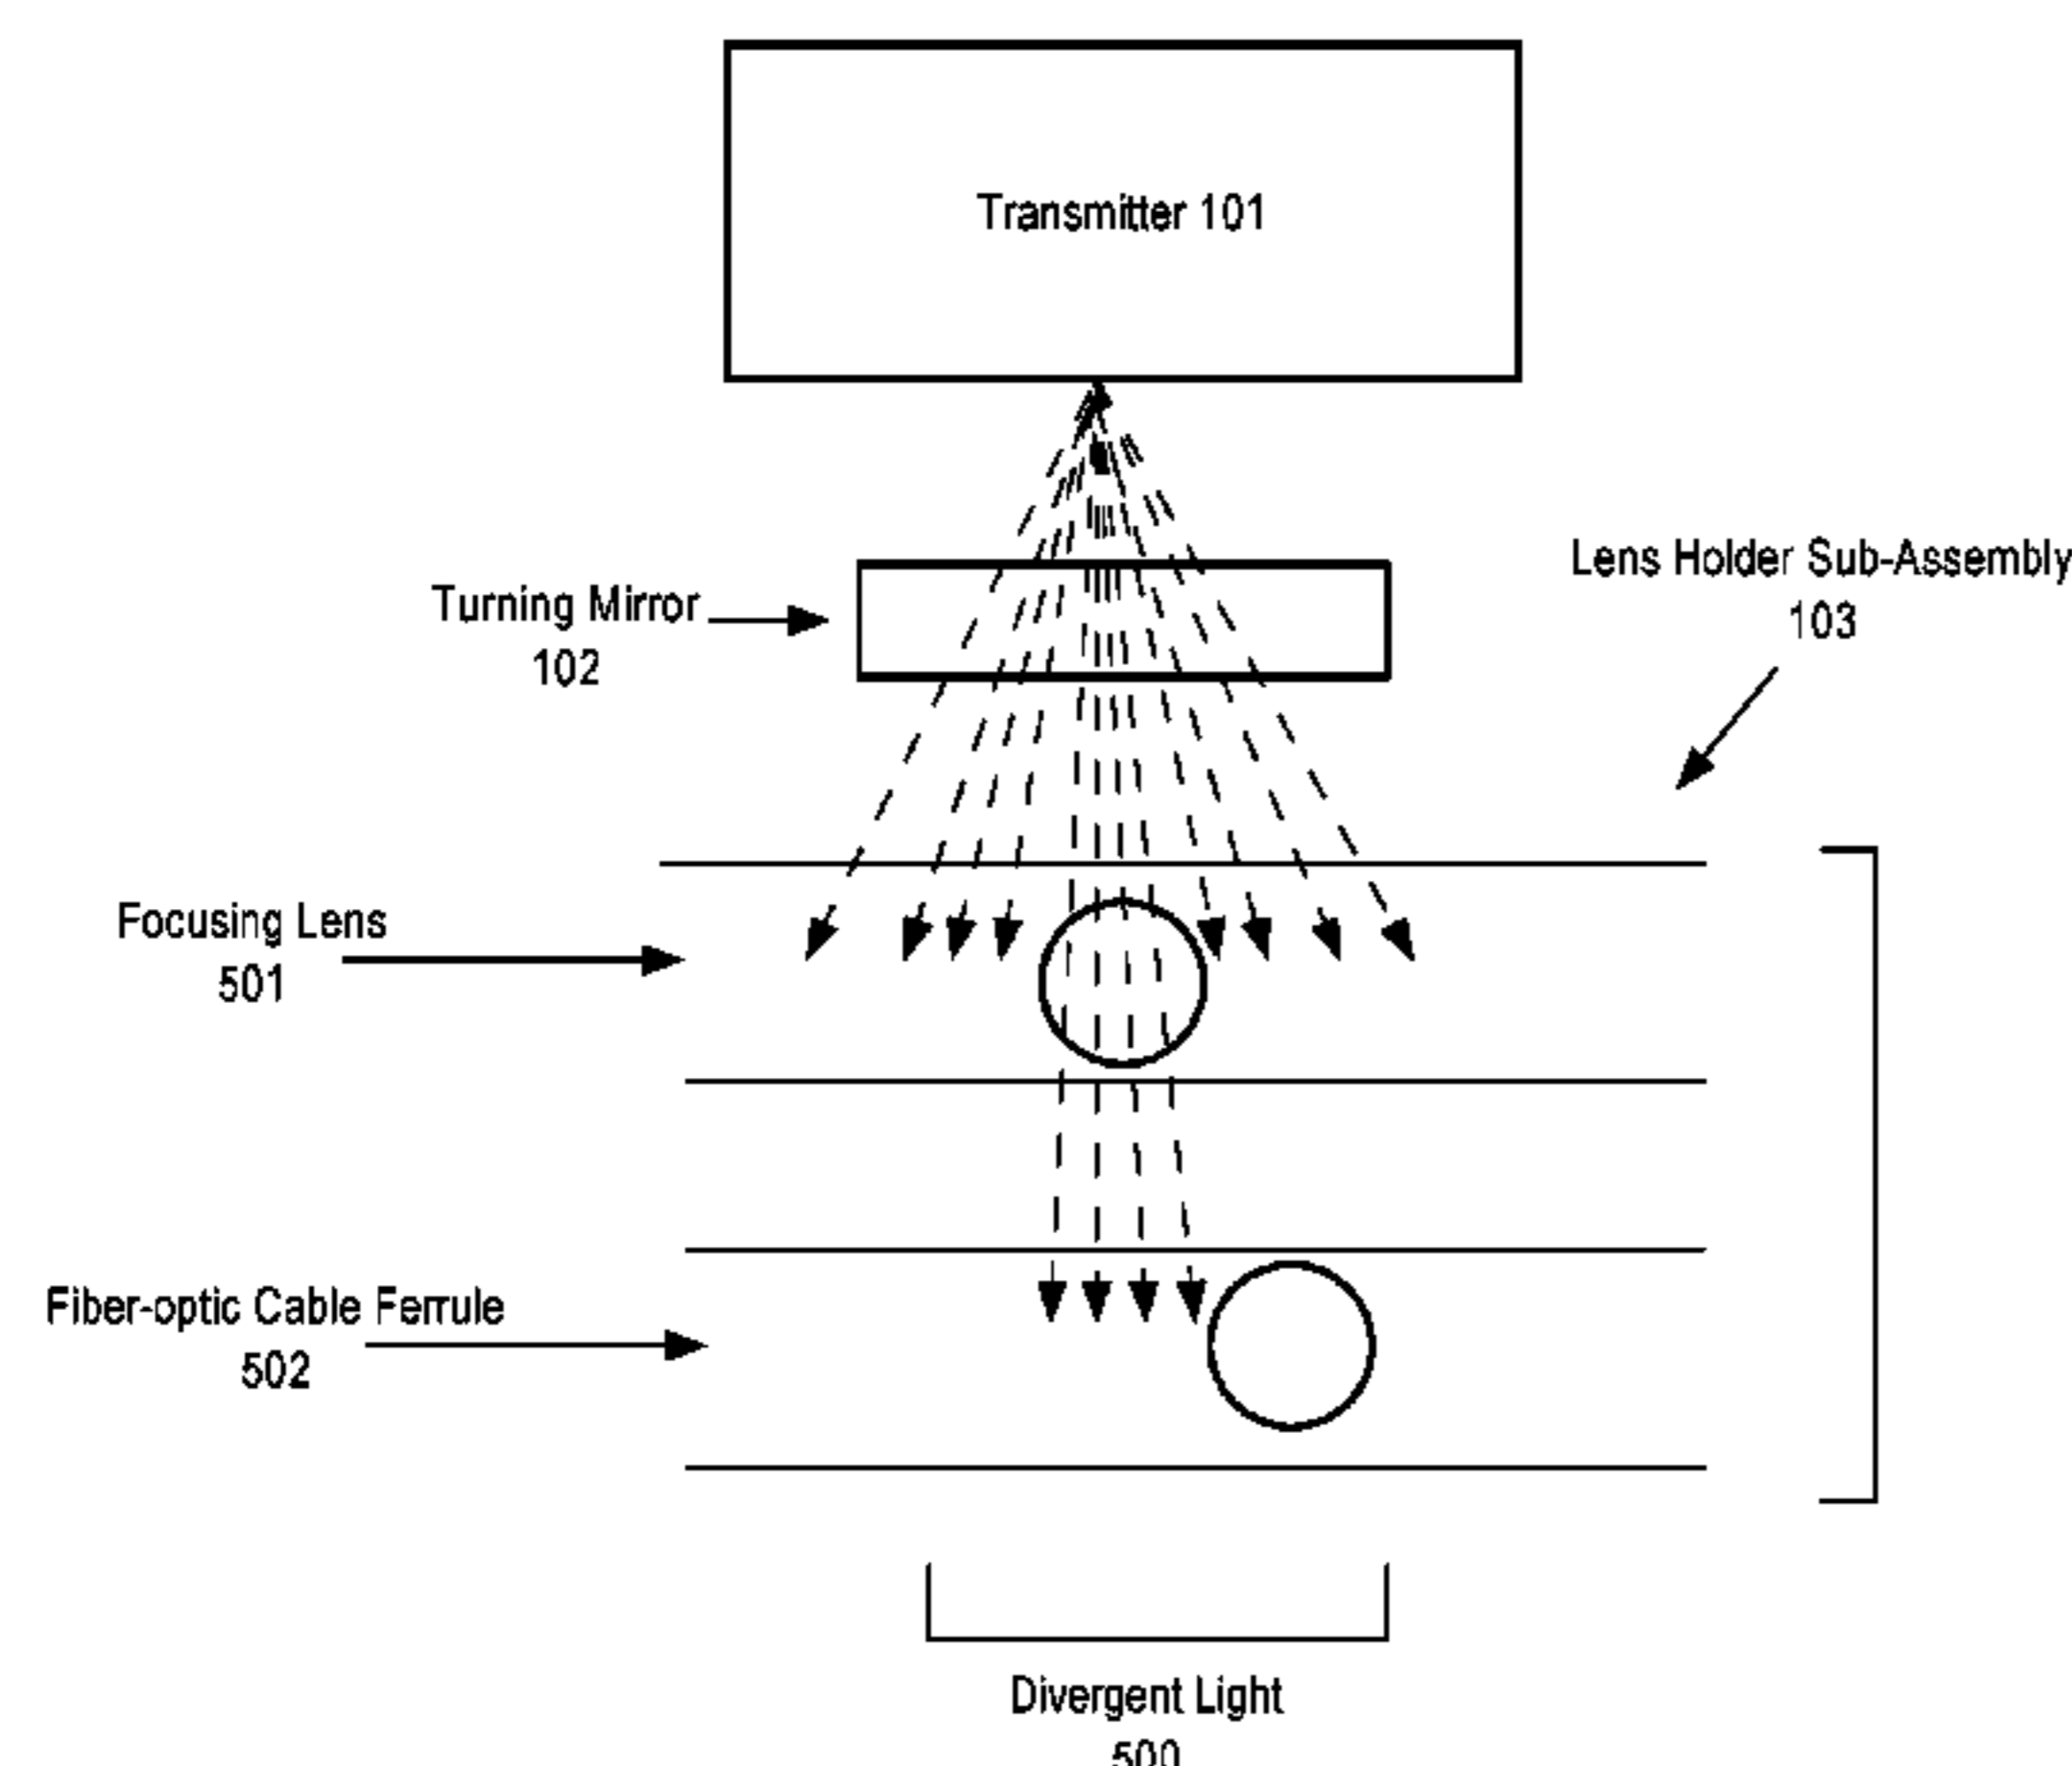 Transmitter 101
Lens Holder Sub-Assembly
103
Turning Mirror
102
Focusing Lens
501
Fiber-optic Cable Ferrule
502
Divergent Light
500